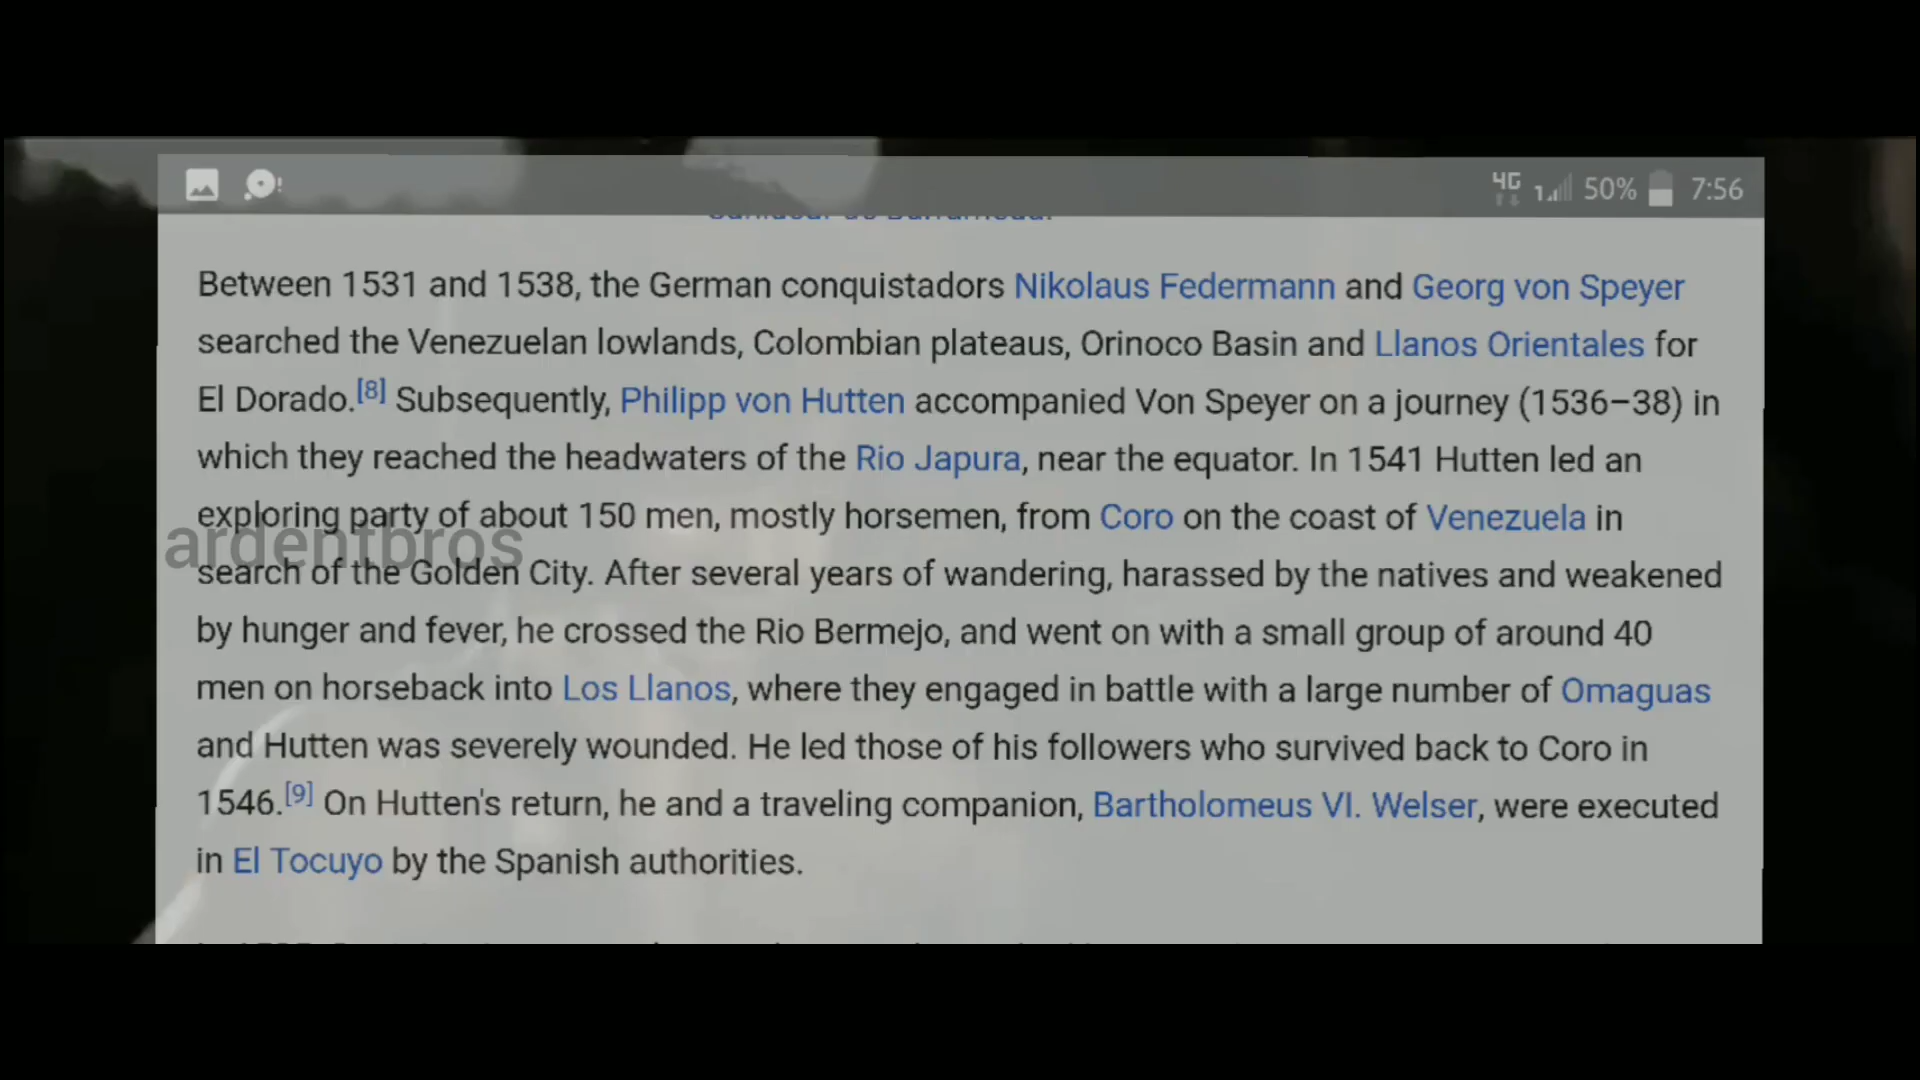 4G 1 50% 7:56
Between 1531 and 1538, the German conquistadors Nikolaus Federmann and Georg von Speyer
searched the Venezuelan lowlands, Colombian plateaus, Orinoco Basin and Llanos Orientales for
El Dorado.[8] Subsequently, Philipp von Hutten accompanied Von Speyer on a journey (1536–38) in
which they reached the headwaters of the Rio Japura, near the equator. In 1541 Hutten led an
exploring party of about 150 men, mostly horsemen, from Coro on the coast of Venezuela in
ardentbros
search of the Golden City. After several years of wandering, harassed by the natives and weakened
by hunger and fever, he crossed the Rio Bermejo, and went on with a small group of around 40
men on horseback into Los Llanos, where they engaged in battle with a large number of Omaguas
and Hutten was severely wounded. He led those of his followers who survived back to Coro in
1546.[9] On Hutten's return, he and a traveling companion, Bartholomeus VI. Welser, were executed
in El Tocuyo by the Spanish authorities.